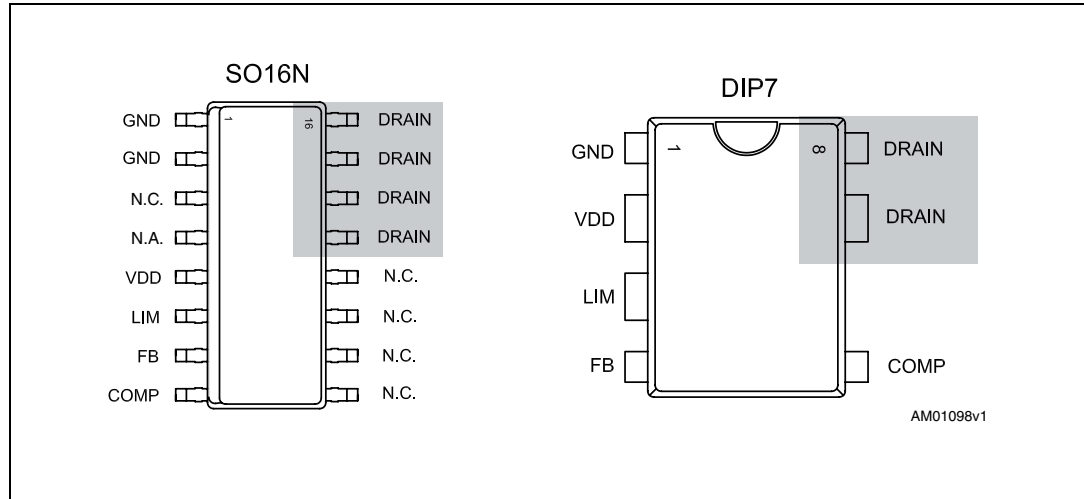 SO16N
GND 1 16 DRAIN
GND DRAIN
N.C. DRAIN
N.A. DRAIN
VDD N.C.
LIM N.C.
FB N.C.
COMP N.C.
DIP7
GND 1 8 DRAIN
VDD DRAIN
LIM
FB COMP
AM01098v1